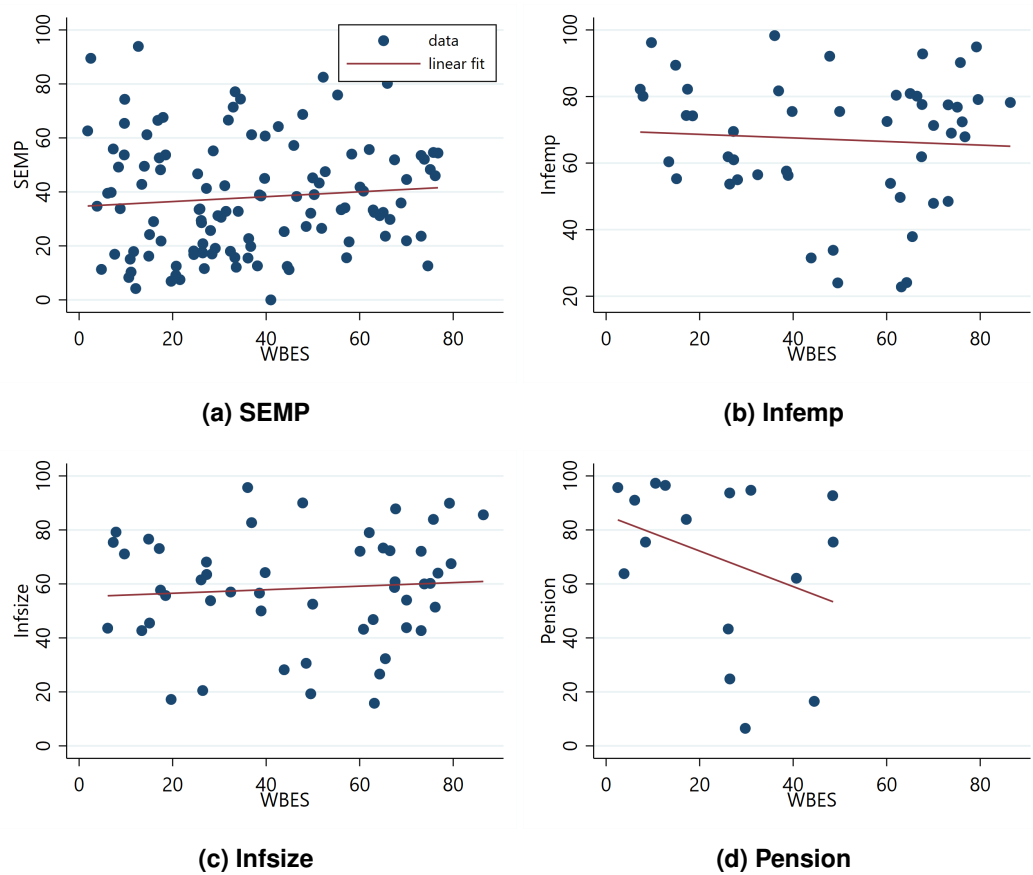 data
linear fit
SEMP
0 20 40 60 80 100
0 20 40 60 80
WBES
(a) SEMP
Infemp
20 40 60 80 100
0 20 40 60 80
WBES
(b) Infemp
Infsize
0 20 40 60 80 100
0 20 40 60 80
WBES
(c) Infsize
Pension
0 20 40 60 80 100
0 20 40 60 80
WBES
(d) Pension